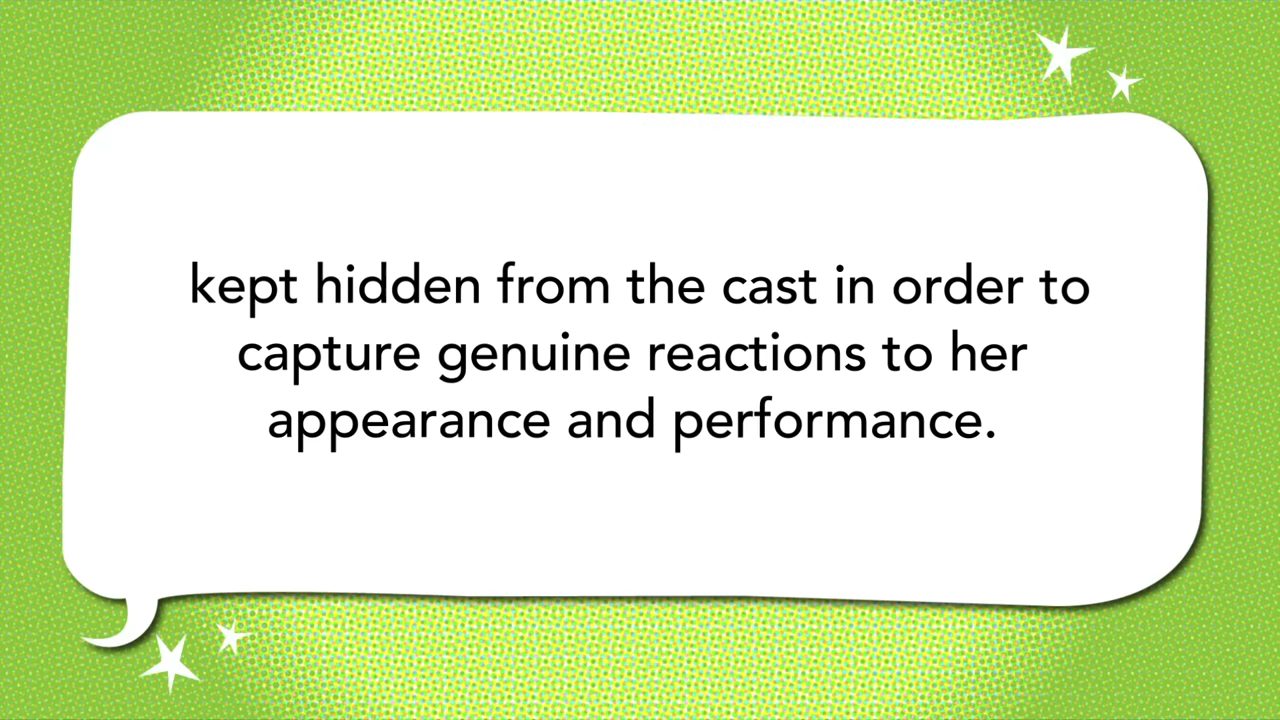 kept hidden from the cast in order to
capture genuine reactions to her
appearance and performance.